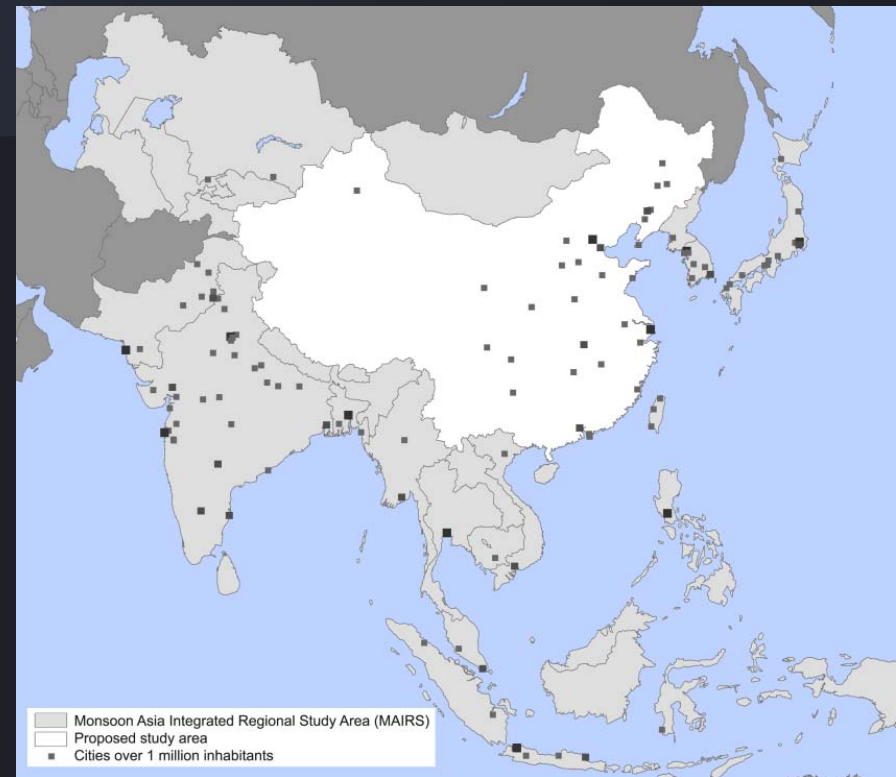 Monsoon Asia Integrated Regional Study Area (MAIRS)
Proposed study area
Cities over 1 million inhabitants